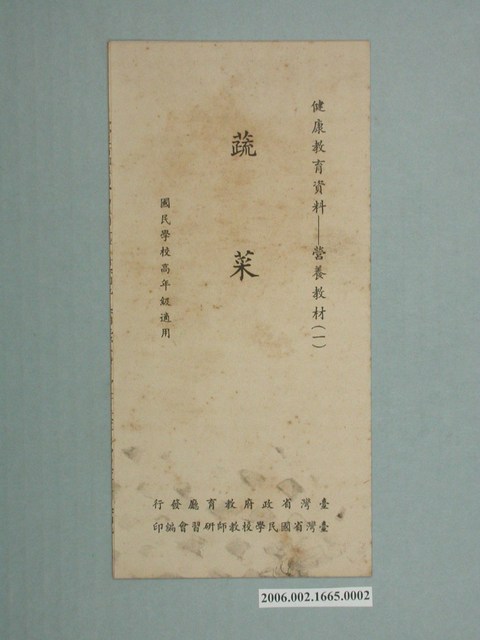 健康教育資料——營養教材(一)
蔬菜
國民學校高年級適用
臺灣省政府教育廳發行
臺灣省國民學校教師研習會編印
2006.002.1665.0002